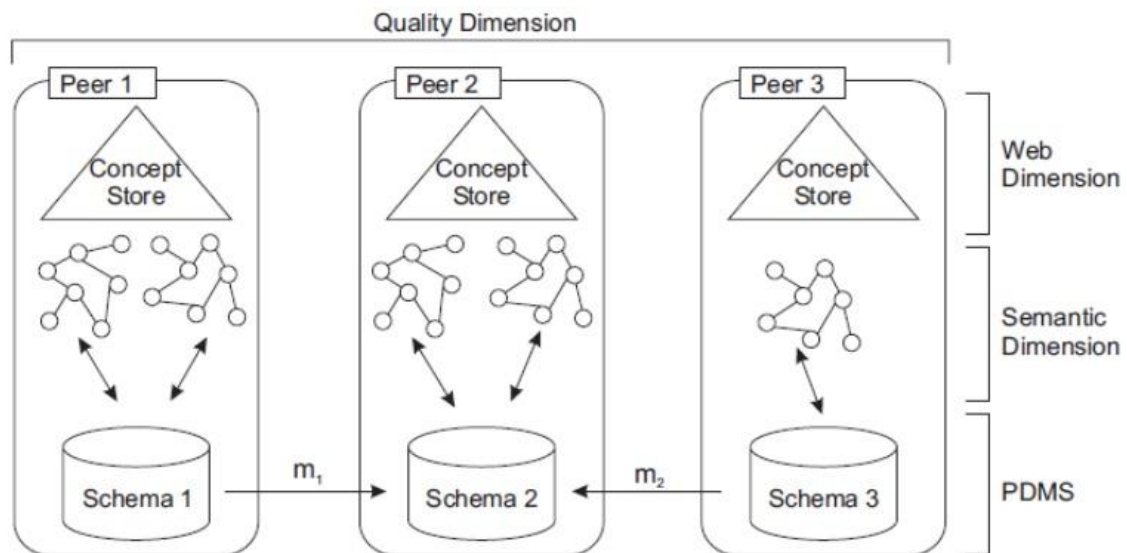 Quality Dimension
Peer 1
Peer 2
Peer 3
Concept
Store
Concept
Store
Concept
Store
Web
Dimension
Semantic
Dimension
Schema 1
m1
Schema 2
m2
Schema 3
PDMS